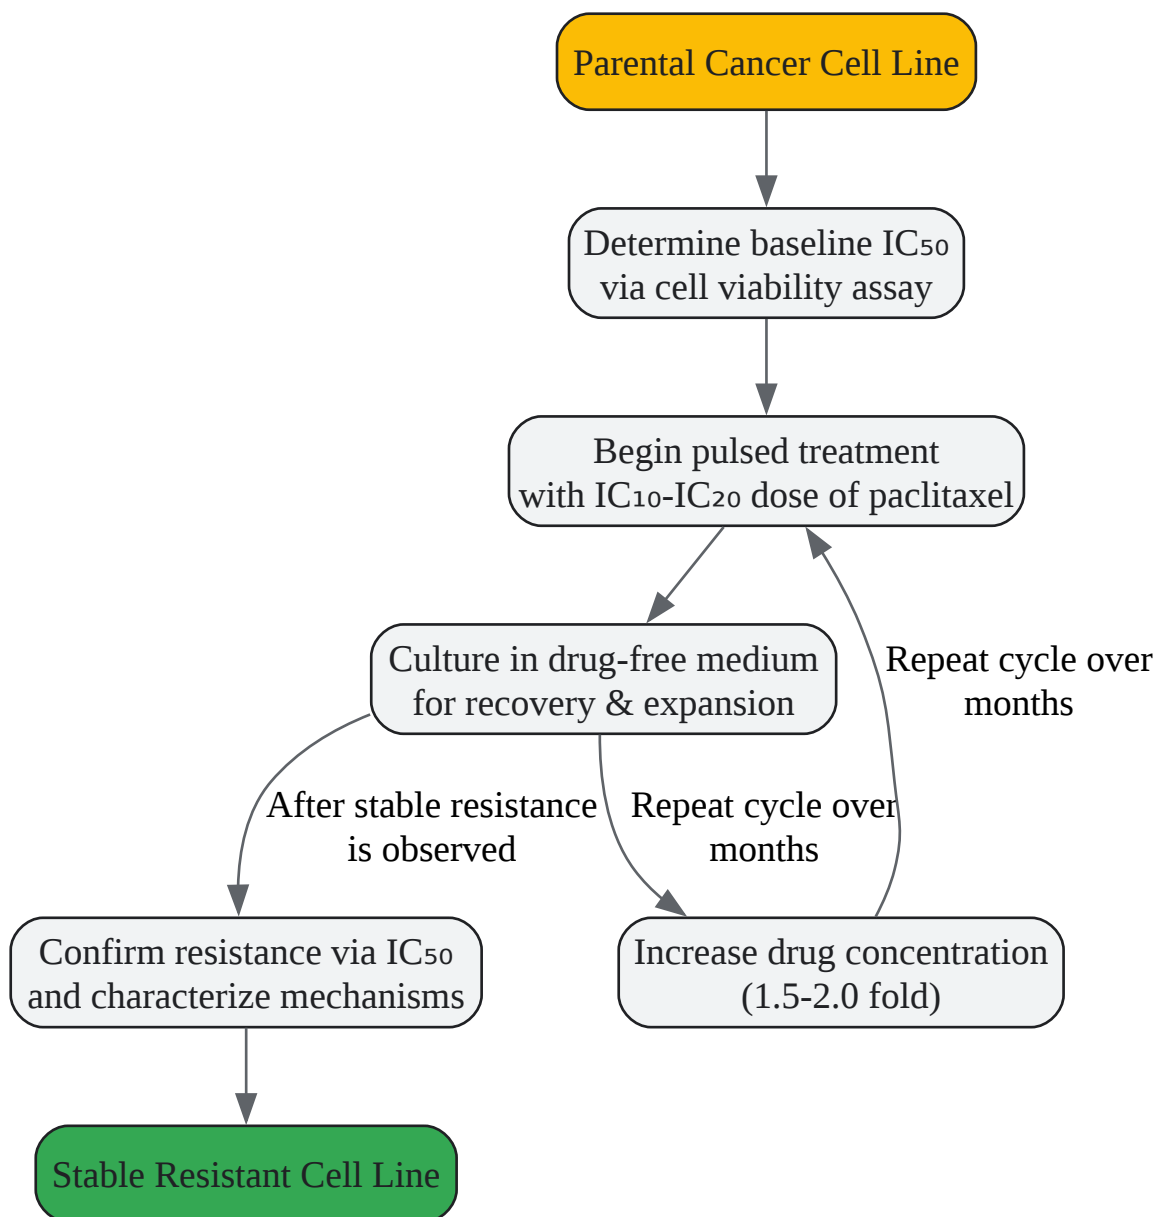 Parental Cancer Cell Line
Determine baseline IC₅₀
via cell viability assay
Begin pulsed treatment
with IC₁₀-IC₂₀ dose of paclitaxel
Culture in drug-free medium
for recovery & expansion
Repeat cycle over
months
After stable resistance
is observed
Repeat cycle over
months
Confirm resistance via IC₅₀
and characterize mechanisms
Increase drug concentration
(1.5-2.0 fold)
Stable Resistant Cell Line